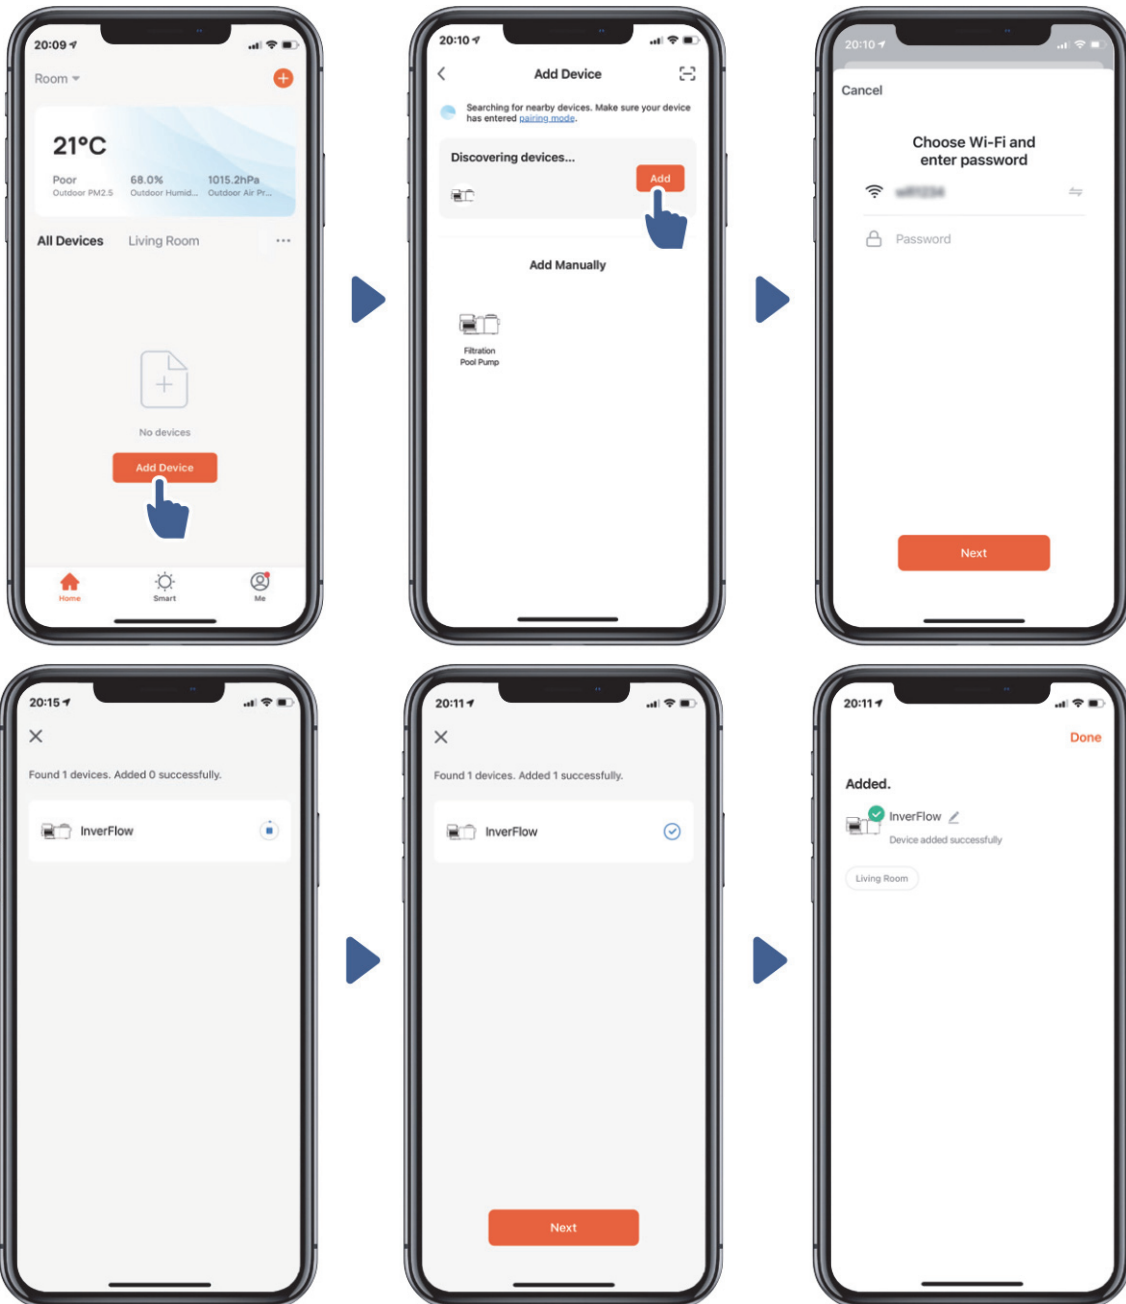 20:09
Room
21°C
Poor
68.0%
1015.2hPa
Outdoor PM2.5
Outdoor Humid...
Outdoor Air Pr...
All Devices
Living Room
No devices
Add Device
Home
Smart
Me
20:10
Add Device
Searching for nearby devices. Make sure your device
has entered pairing mode.
Discovering devices...
Add
Add Manually
Filtration
Pool Pump
20:10
Cancel
Choose Wi-Fi and
enter password
Password
Next
20:15
Found 1 devices. Added 0 successfully.
InverFlow
20:11
Found 1 devices. Added 1 successfully.
InverFlow
Next
20:11
Done
Added.
InverFlow
Device added successfully
Living Room